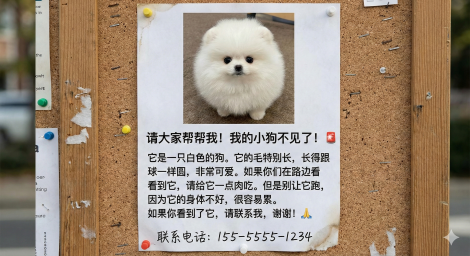 请大家帮帮我！我的小狗不见了！🚨
它是一只白色的狗。它的毛特别长，长得跟
球一样圆，非常可爱。如果你们在路边看
看到它，请给它一点肉吃。但是别让它跑，
因为它的身体不好，很容易累。
如果你看到了它，请联系我，谢谢！🙏
联系电话：155-5555-1234